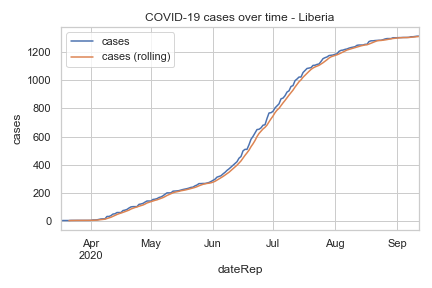 COVID-19 cases over time - Liberia
cases
cases (rolling)
1200
1000
800
600
400
200
0
cases
Apr
2020
May
Jun
Jul
Aug
Sep
dateRep